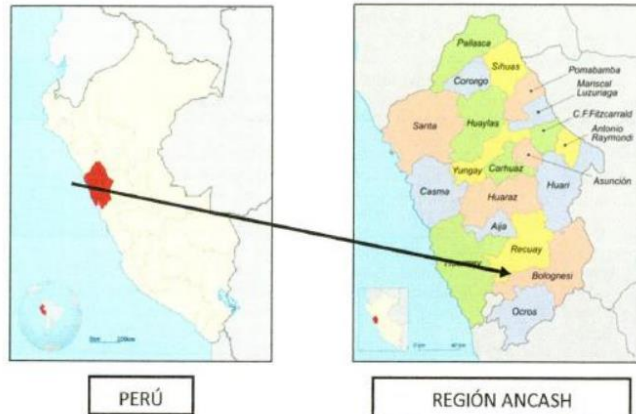 Pallasca
Sihuas
Corongo
Pomabamba
Mariscal
Luzuriaga
C.F.Fitzcarrald
Antonio
Raymondi
Huaylas
Santa
Yungay
Carhuaz
Asunción
Casma
Huaraz
Huari
Aija
Recuay
Bolognesi
Ocros
PERÚ
REGIÓN ANCASH